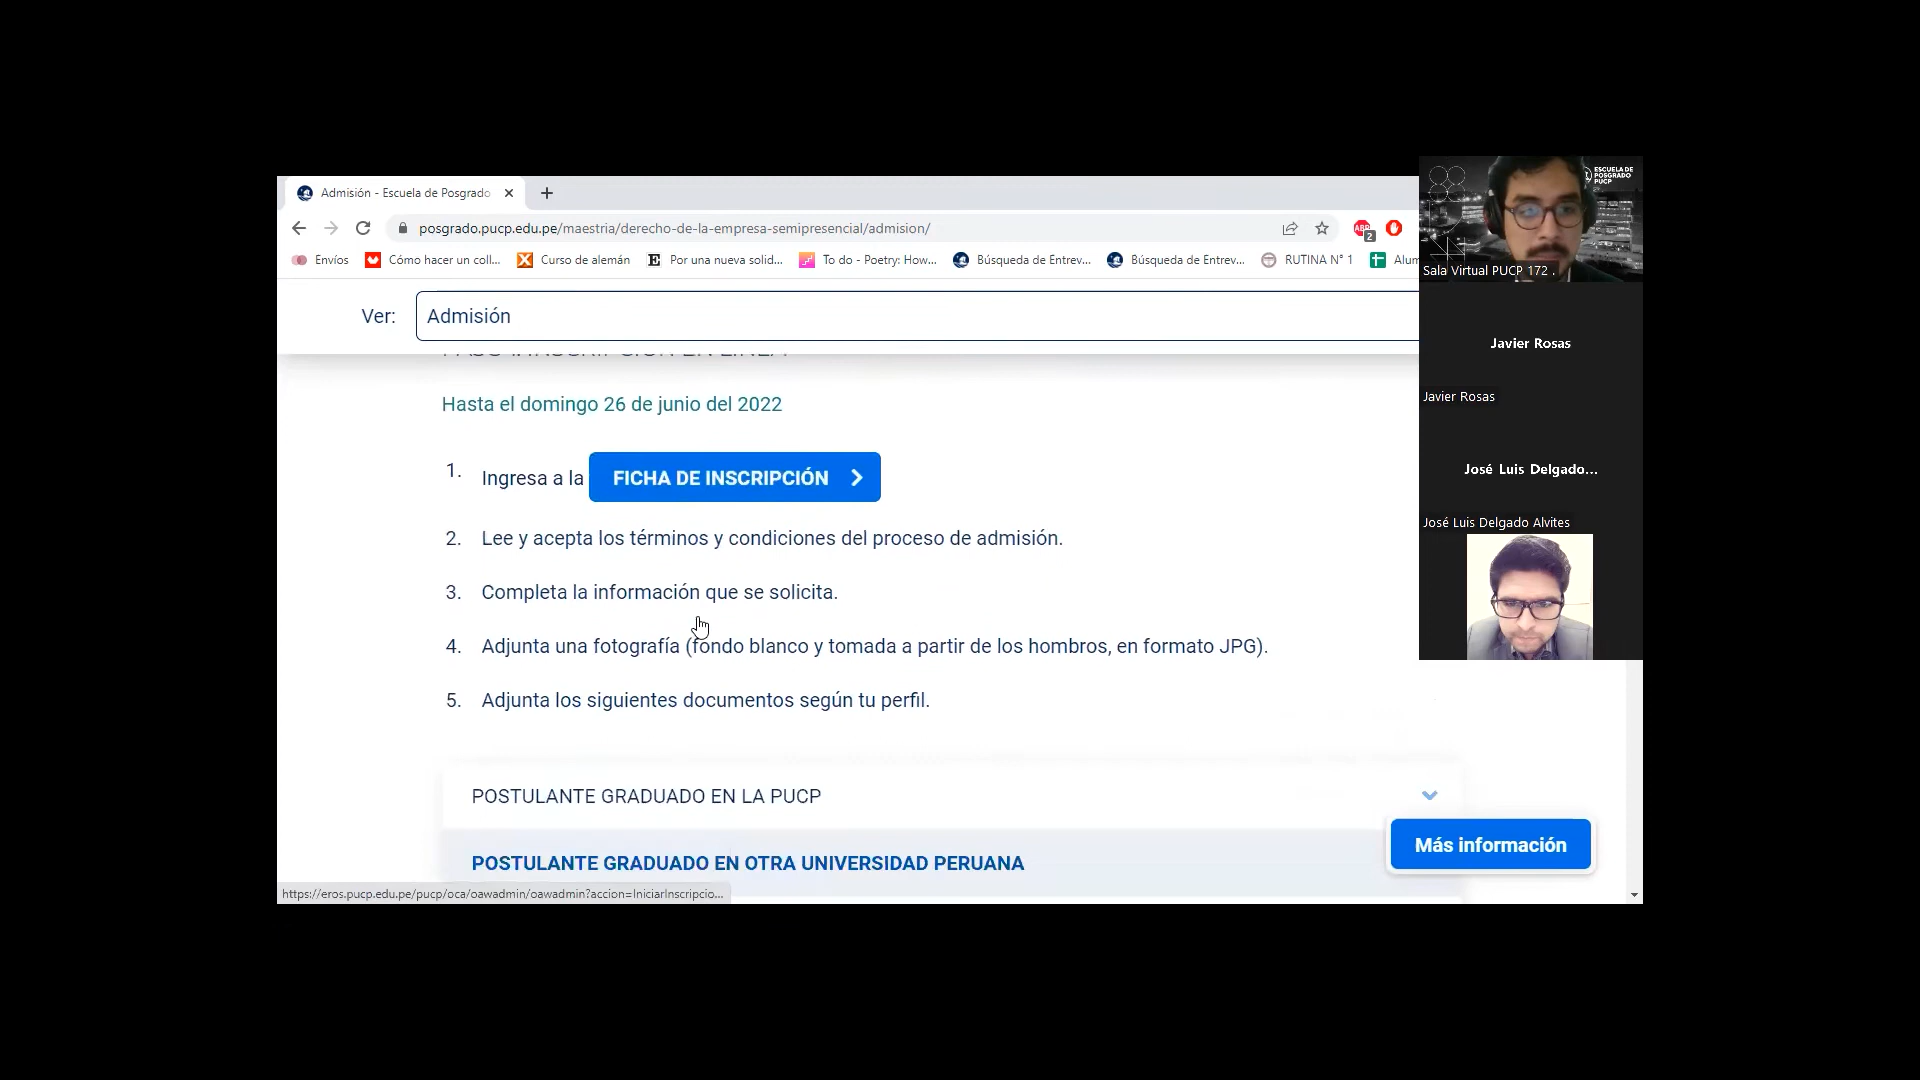 Admisión - Escuela de Posgrado
posgrado.pucp.edu.pe/maestria/derecho-de-la-empresa-semipresencial/admision/
ABP
2
Envíos
Cómo hacer un coll...
Curso de alemán
Por una nueva solid...
To do - Poetry: How...
Búsqueda de Entrev...
Búsqueda de Entrev...
RUTINA N° 1
Alum
Ver:
Admisión
Hasta el domingo 26 de junio del 2022
1. Ingresa a la FICHA DE INSCRIPCIÓN
2. Lee y acepta los términos y condiciones del proceso de admisión.
3. Completa la información que se solicita.
4. Adjunta una fotografía (fondo blanco y tomada a partir de los hombros, en formato JPG).
5. Adjunta los siguientes documentos según tu perfil.
POSTULANTE GRADUADO EN LA PUCP
Más información
POSTULANTE GRADUADO EN OTRA UNIVERSIDAD PERUANA
https://eros.pucp.edu.pe/pucp/oca/oawadmin/oawadmin?accion=IniciarInscripcio...
ESCUELA DE
POSGRADO
PUCP
Sala Virtual PUCP 172 .
Javier Rosas
Javier Rosas
José Luis Delgado...
José Luis Delgado Alvites